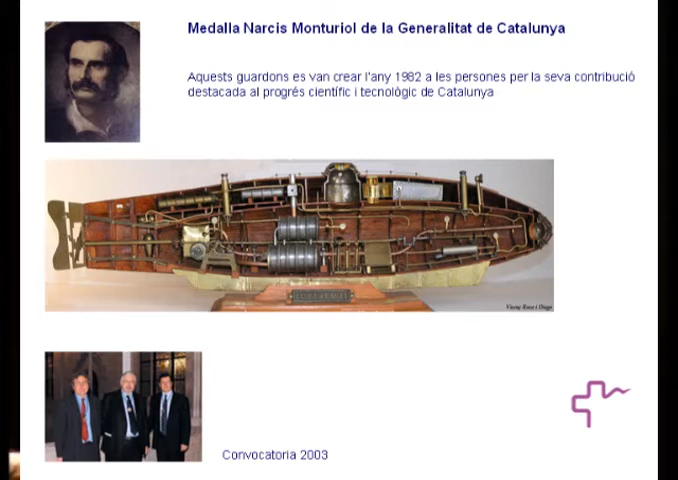 Medalla Narcis Monturiol de la Generalitat de Catalunya
Aquests guardons es van crear l'any 1982 a les persones per la seva contribució
destacada al progrés científic i tecnològic de Catalunya
Convocatoria 2003